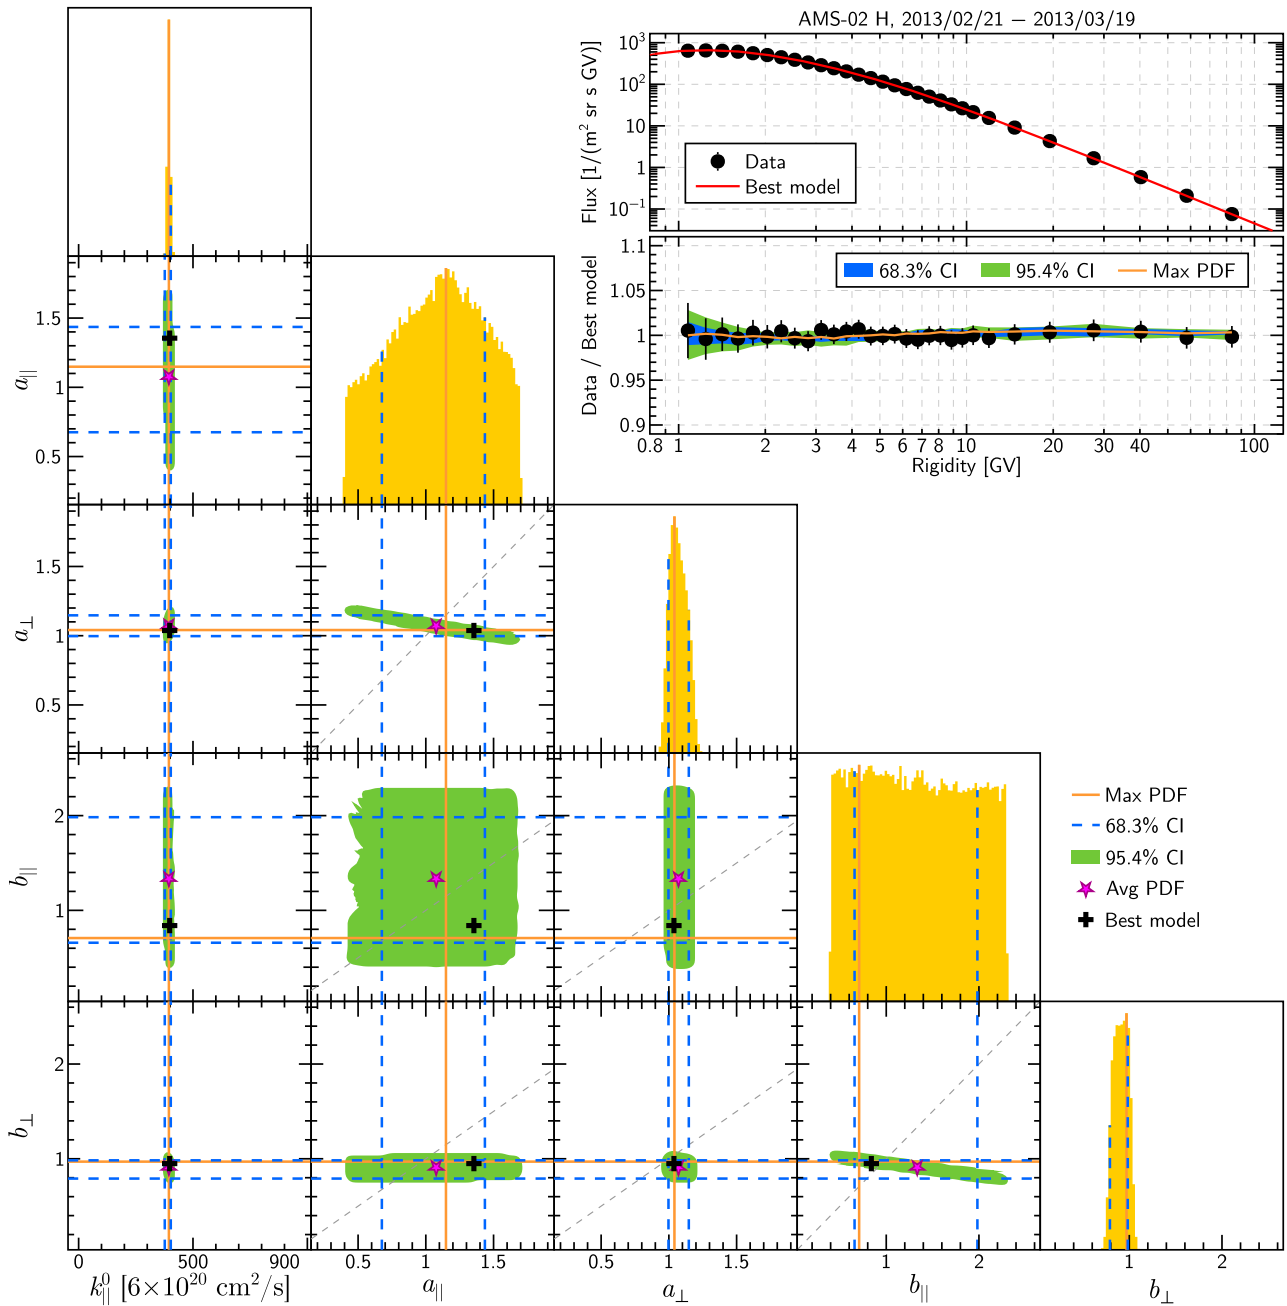 AMS-02 H, 2013/02/21 − 2013/03/19
Flux [1/(m² sr s GV)]
10³
10²
10
1
10⁻¹
Data
Best model
Data / Best model
1.1
1.05
1
0.95
0.9
68.3% CI
95.4% CI
Max PDF
0.8 1 2 3 4 5 6 7 8 10 20 30 40 100
Rigidity [GV]
a∥
1.5
1
0.5
a⊥
1.5
1
0.5
b∥
2
1
Max PDF
68.3% CI
95.4% CI
Avg PDF
Best model
b⊥
2
1
0 500 900 0.5 1 1.5 0.5 1 1.5 1 2 1 2
k⁰∥ [6×10²⁰ cm²/s] a∥ a⊥ b∥ b⊥